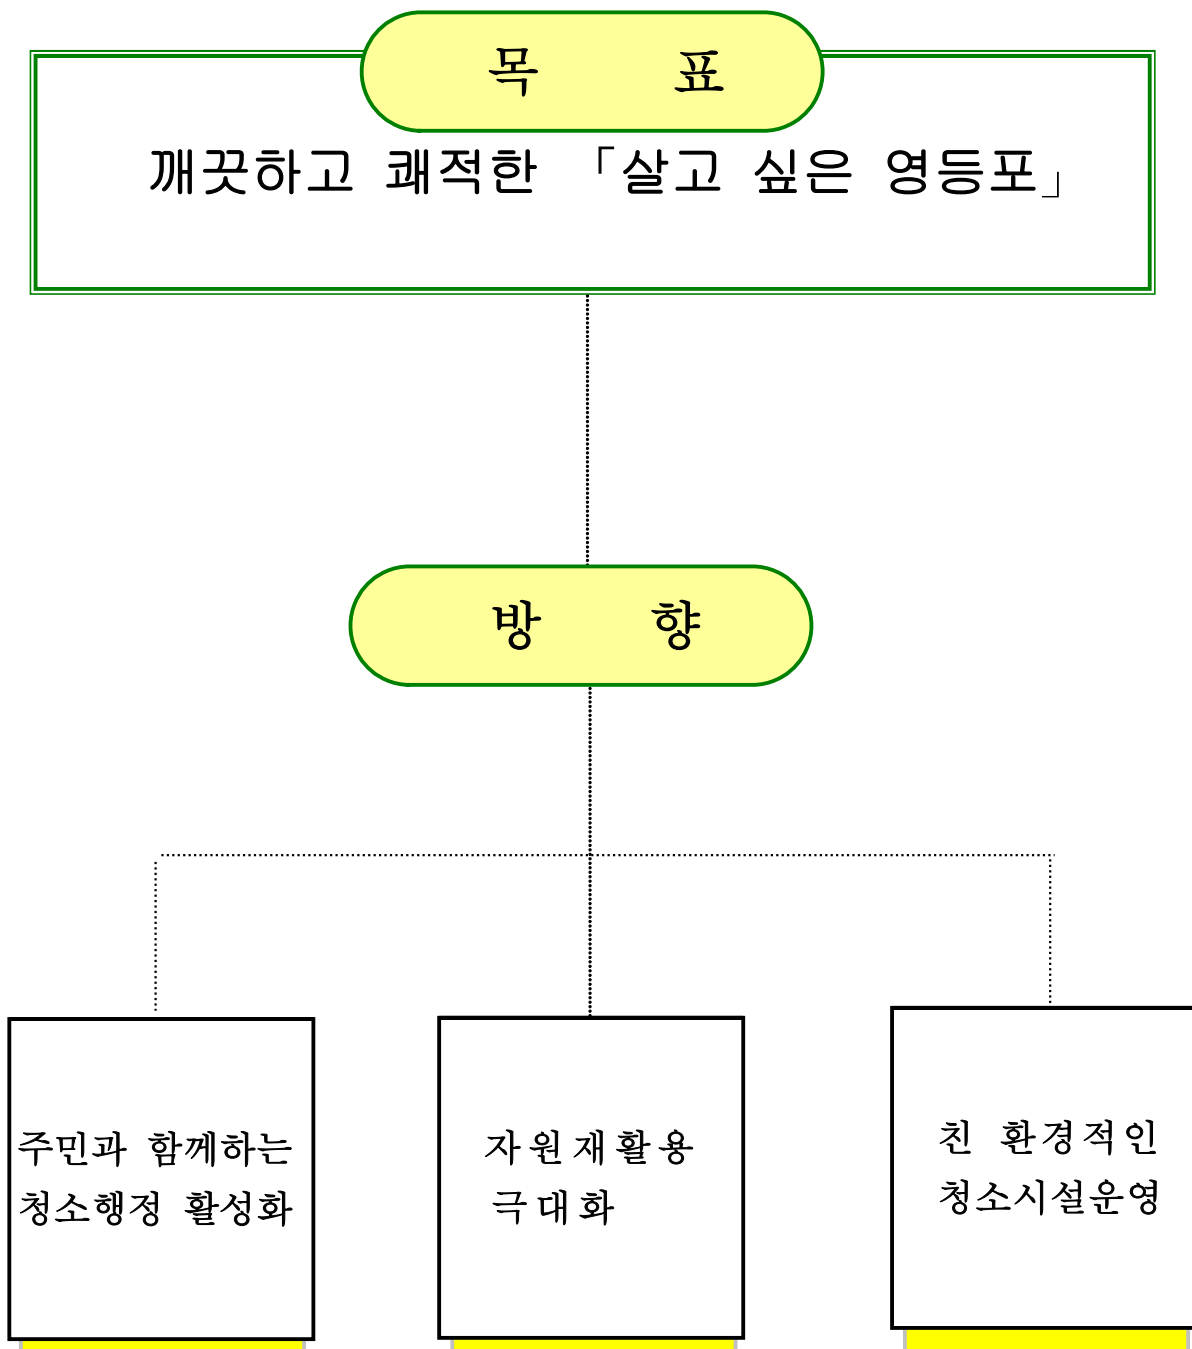 목 표
깨끗하고 쾌적한 「살고 싶은 영등포」
방 향
주민과 함께하는
청소행정 활성화
자원재활용
극대화
친 환경적인
청소시설운영